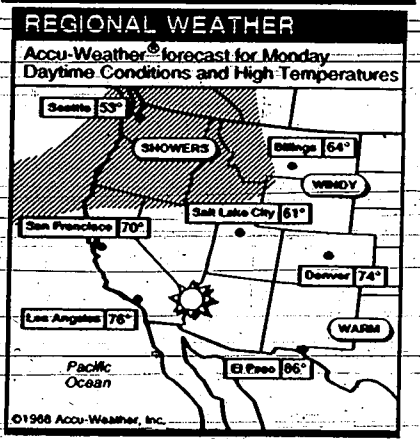 REGIONAL WEATHER
Accu-Weather® forecast for Monday
Daytime Conditions and High Temperatures
Seattle 53°
SHOWERS
Billings 64°
WINDY
Salt Lake City 61°
San Francisco 70°
Denver 74°
Los Angeles 76°
WARM
El Paso 86°
Pacific
Ocean
©1988 Accu-Weather, Inc.